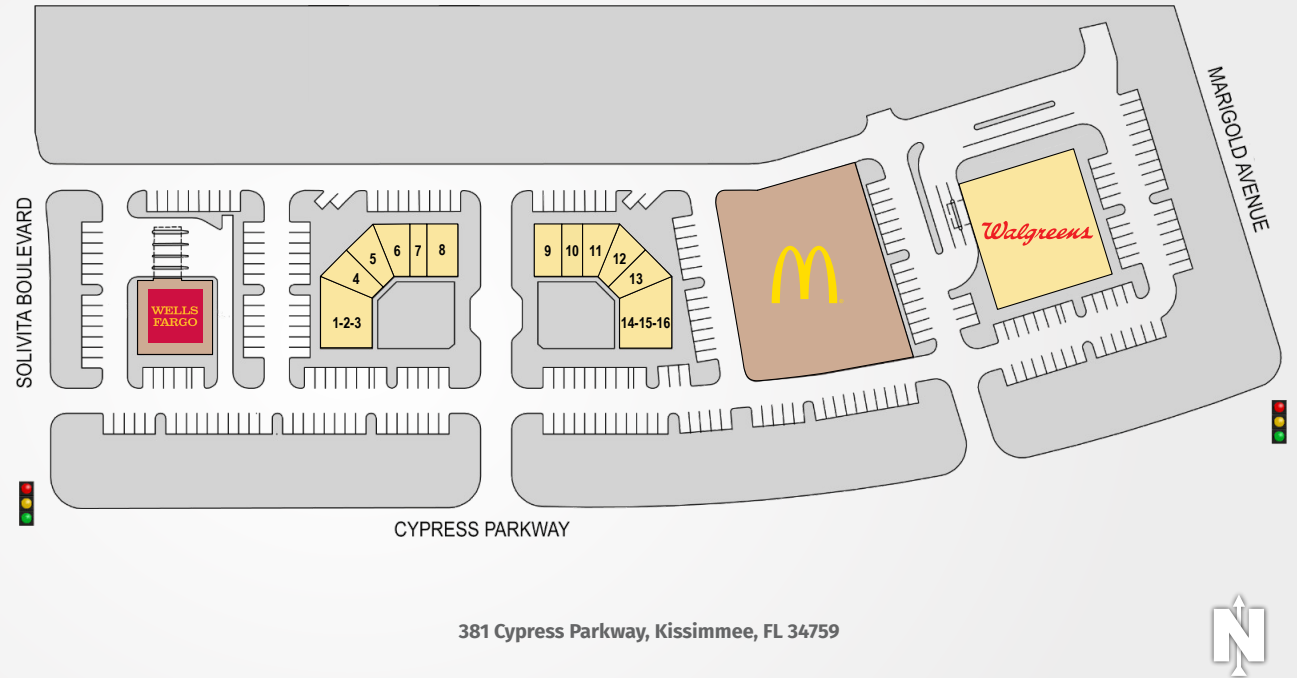 MARIGOLD AVENUE
SOLIVITA BOULEVARD
WELLS
FARGO
1-2-3
4
5
6
7
8
9
10
11
12
13
14-15-16
Walgreens
CYPRESS PARKWAY
381 Cypress Parkway, Kissimmee, FL 34759
N